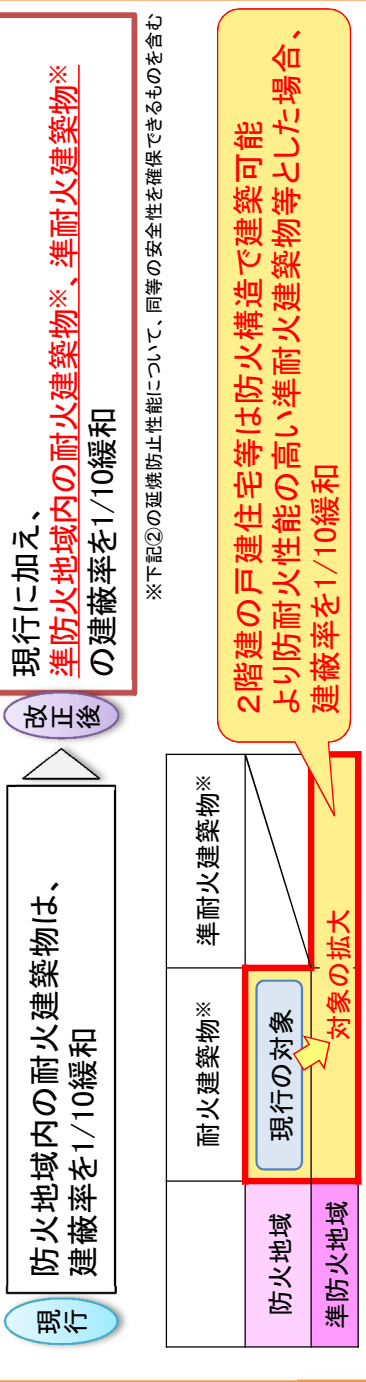 現行
防火地域内の耐火建築物は、
建蔽率を1/10緩和
改正後
現行に加え、
準防火地域内の耐火建築物※、準耐火建築物※
の建蔽率を1/10緩和
※下記②の延焼防止性能について、同等の安全性を確保できるものを含む
耐火建築物※
準耐火建築物※
防火地域
現行の対象
準防火地域
対象の拡大
2階建の戸建住宅等は防火構造で建築可能
より防耐火性能の高い準耐火建築物等とした場合、
建蔽率を1/10緩和